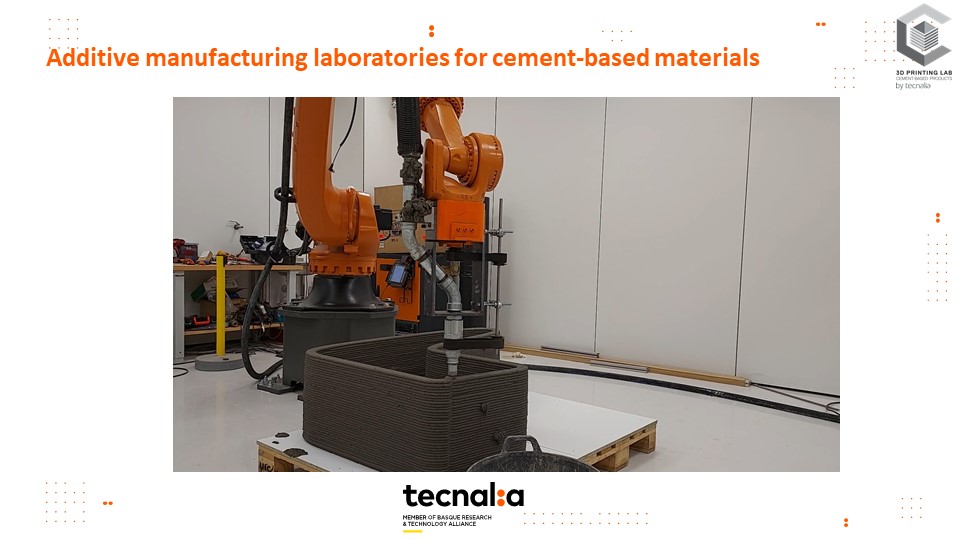 Additive manufacturing laboratories for cement-based materials
3D PRINTING LAB
CEMENT-BASED PRODUCTS
by tecnalia
tecnal:a
MEMBER OF BASQUE RESEARCH
& TECHNOLOGY ALLIANCE